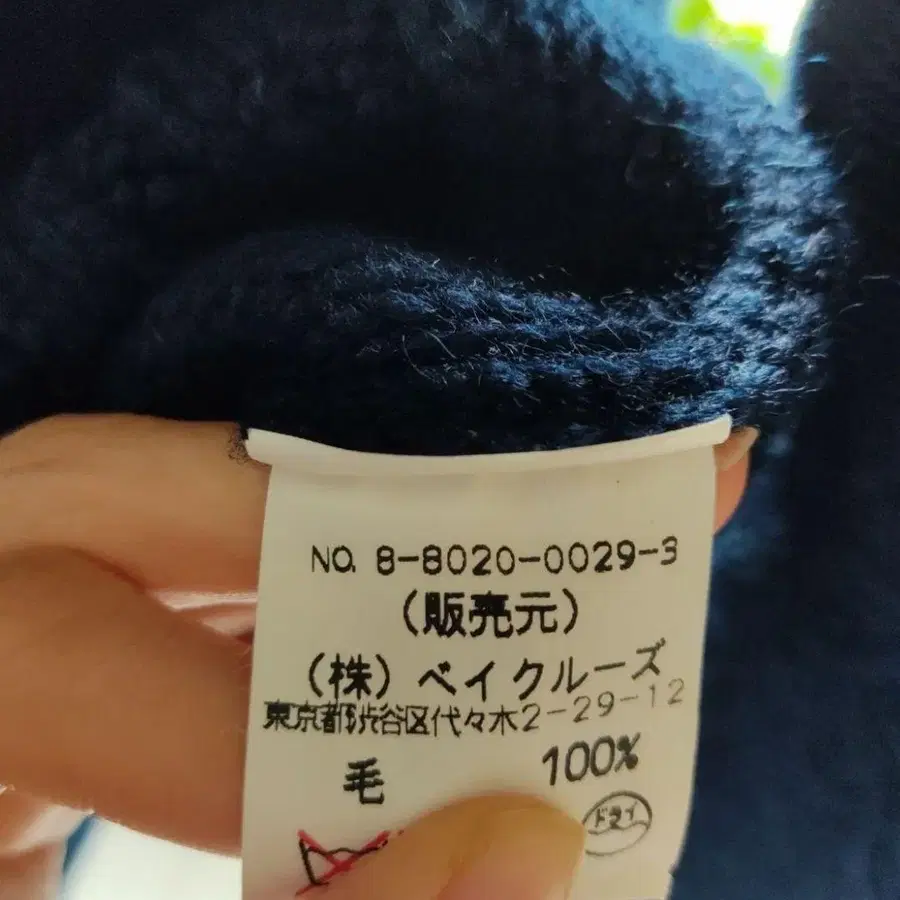 NO. 8-8020-0029-3
(販売元)
(株)ベイクルーズ
東京都渋谷区代々木2-29-12
毛 100%
ドライ